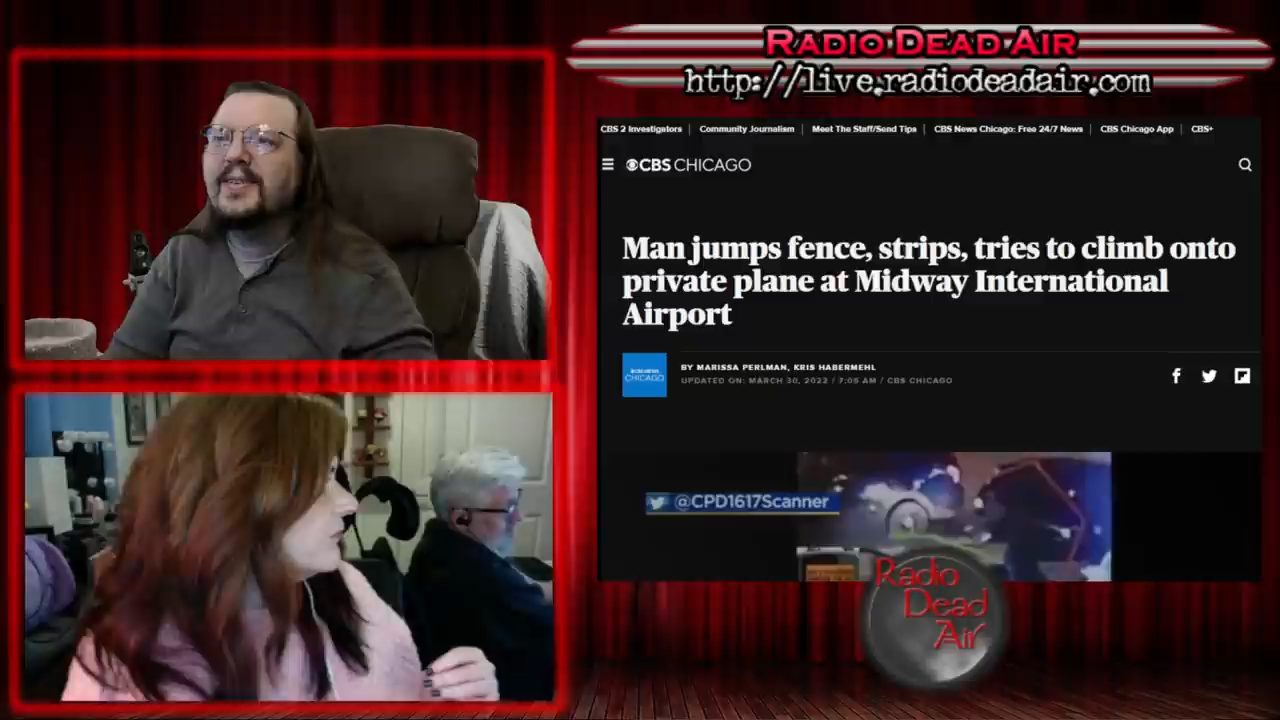 Radio Dead Air
http://live.radiodeadair.com
CBS 2 Investigators
Community Journalism
Meet The Staff/Send Tips
CBS News Chicago: Free 24/7 News
CBS Chicago App
CBS+
CBS CHICAGO
Man jumps fence, strips, tries to climb onto
private plane at Midway International
Airport
CHICAGO
BY MARISSA PERLMAN, KRIS HABERMEHL
UPDATED ON: MARCH 30, 2022 / 7:05 AM / CBS CHICAGO
@CPD1617Scanner
Radio
Dead
Air